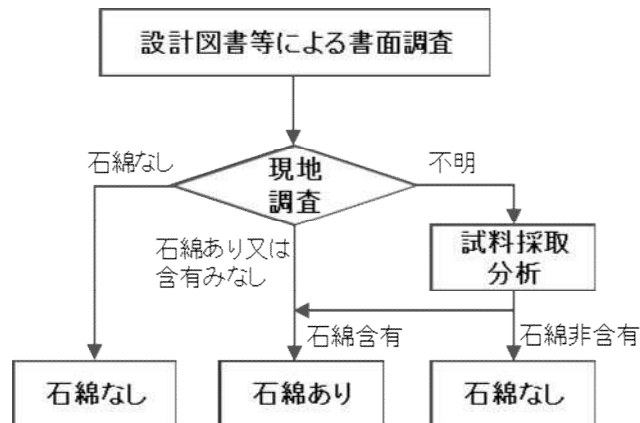 設計図書等による書面調査
石綿なし
現地
調査
不明
石綿あり又は
含有みなし
試料採取
分析
石綿含有
石綿非含有
石綿なし
石綿あり
石綿なし